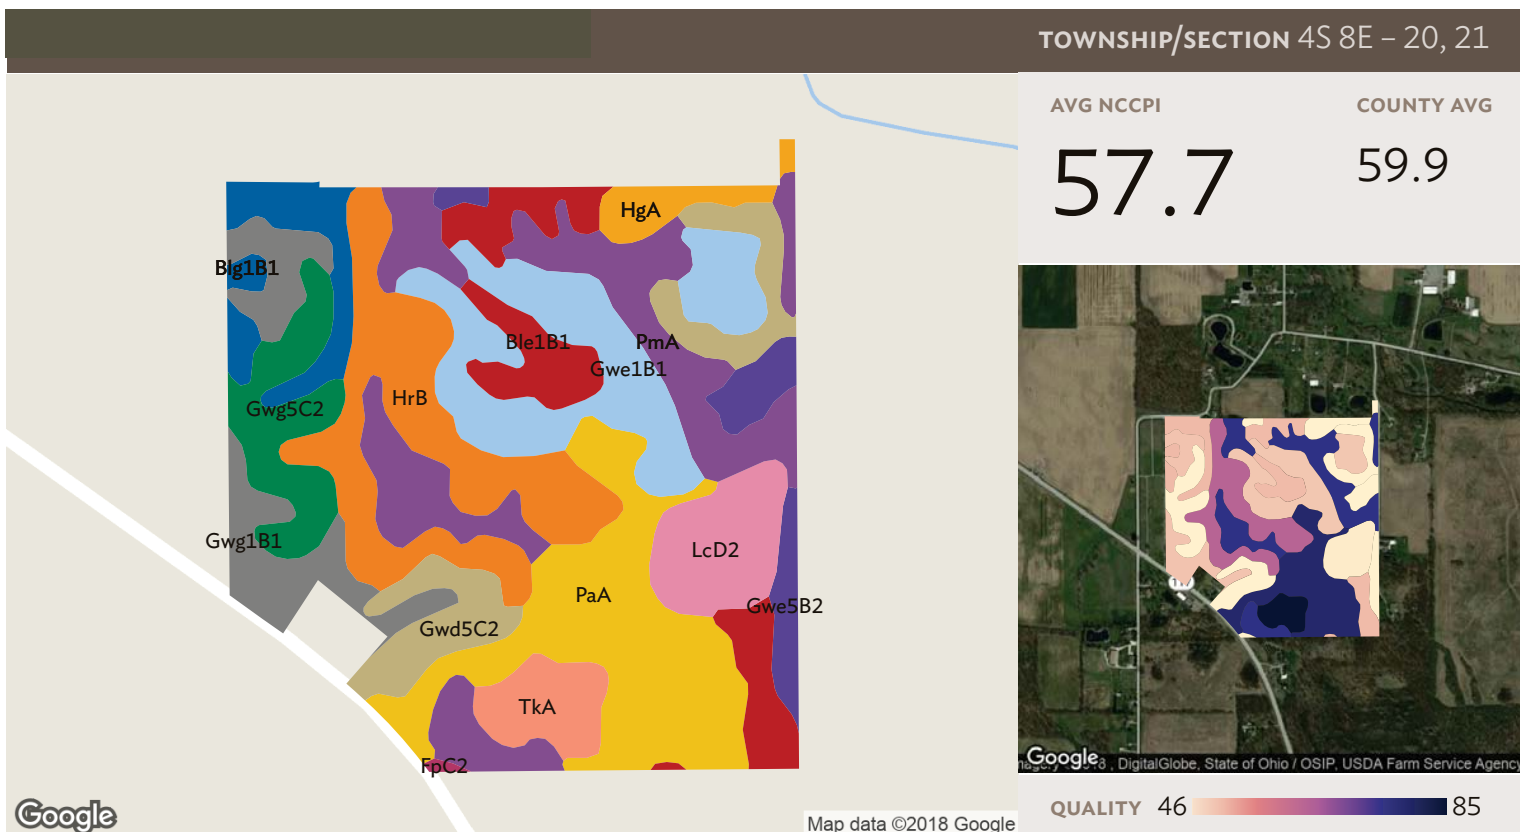 TOWNSHIP/SECTION 4S 8E – 20, 21
AVG NCCPI
COUNTY AVG
57.7
59.9
HgA
Blg1B1
Ble1B1
PmA
Gwe1B1
HrB
Gwg5C2
Gwg1B1
LcD2
PaA
Gwe5B2
Gwd5C2
TkA
FpC2
Google
Map data ©2018 Google
Google
, DigitalGlobe, State of Ohio / OSIP, USDA Farm Service Agency
QUALITY 46 85